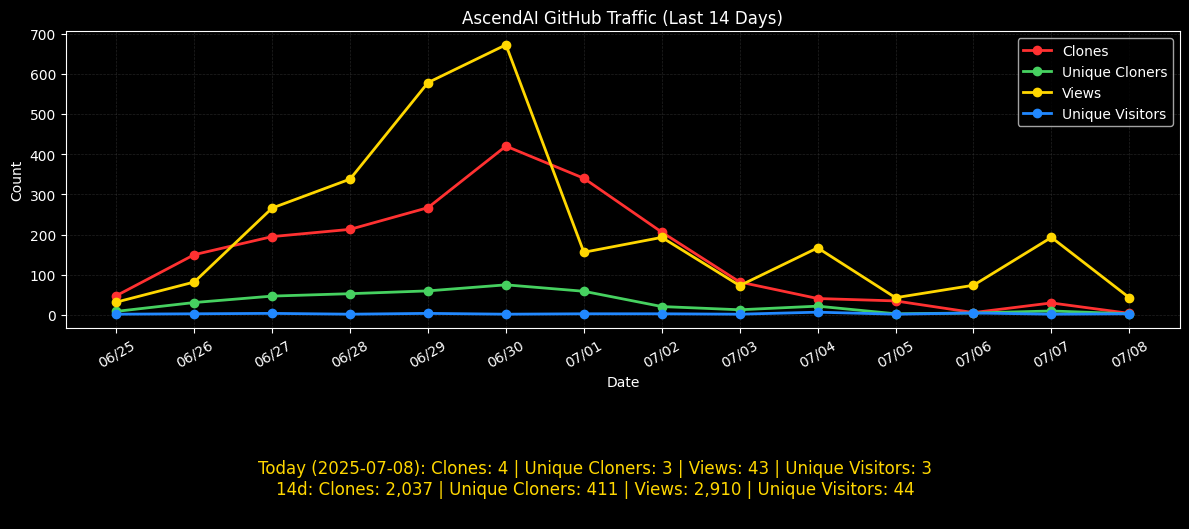 AscendAI GitHub Traffic (Last 14 Days)
700
600
500
400
300
200
100
0
Count
Clones
Unique Cloners
Views
Unique Visitors
06/25
06/26
06/27
06/28
06/29
06/30
07/01
07/02
07/03
07/04
07/05
07/06
07/07
07/08
Date
Today (2025-07-08): Clones: 4 | Unique Cloners: 3 | Views: 43 | Unique Visitors: 3
14d: Clones: 2,037 | Unique Cloners: 411 | Views: 2,910 | Unique Visitors: 44